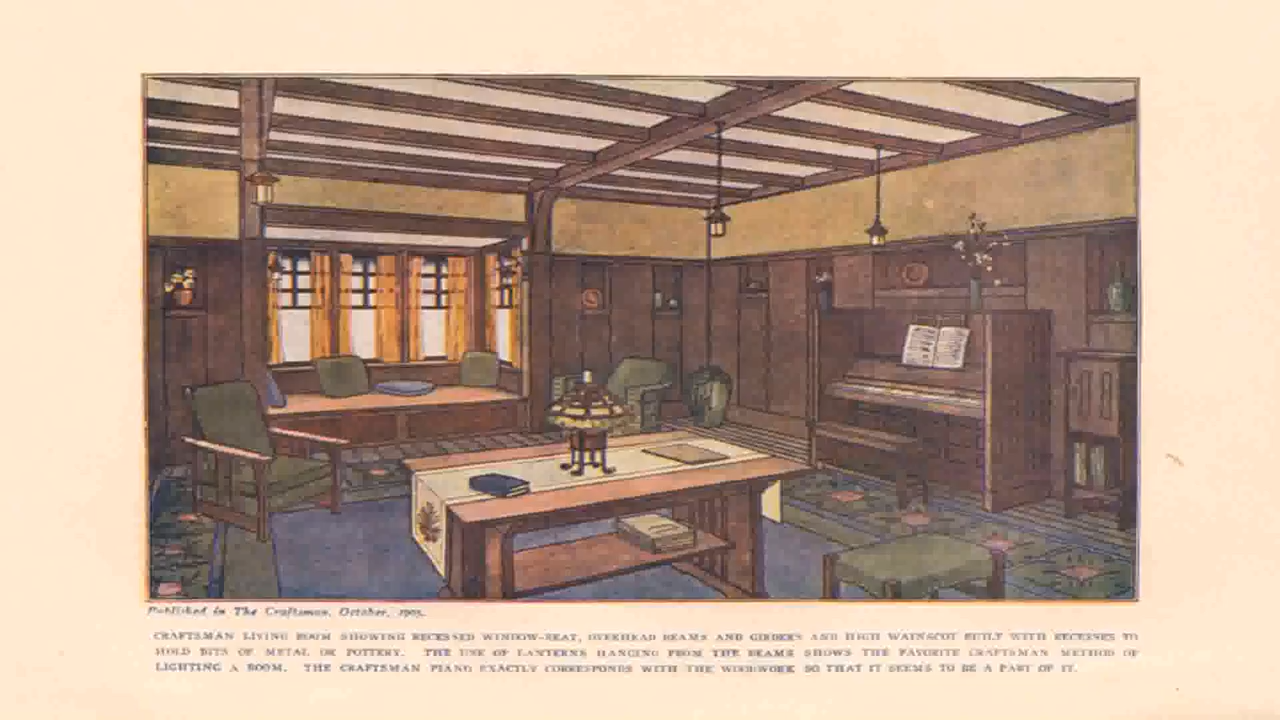 Published in The Craftsman, October, 1905.
CRAFTSMAN LIVING ROOM SHOWING RECESSED WINDOW-SEAT, OVERHEAD BEAMS AND GIRDERS AND HIGH WAINSCOT BUILT WITH RECESSES TO
HOLD BITS OF METAL OR POTTERY. THE USE OF LANTERNS HANGING FROM THE BEAMS SHOWS THE FAVORITE CRAFTSMAN METHOD OF
LIGHTING A ROOM. THE CRAFTSMAN PIANO EXACTLY CORRESPONDS WITH THE WOODWORK SO THAT IT SEEMS TO BE A PART OF IT.